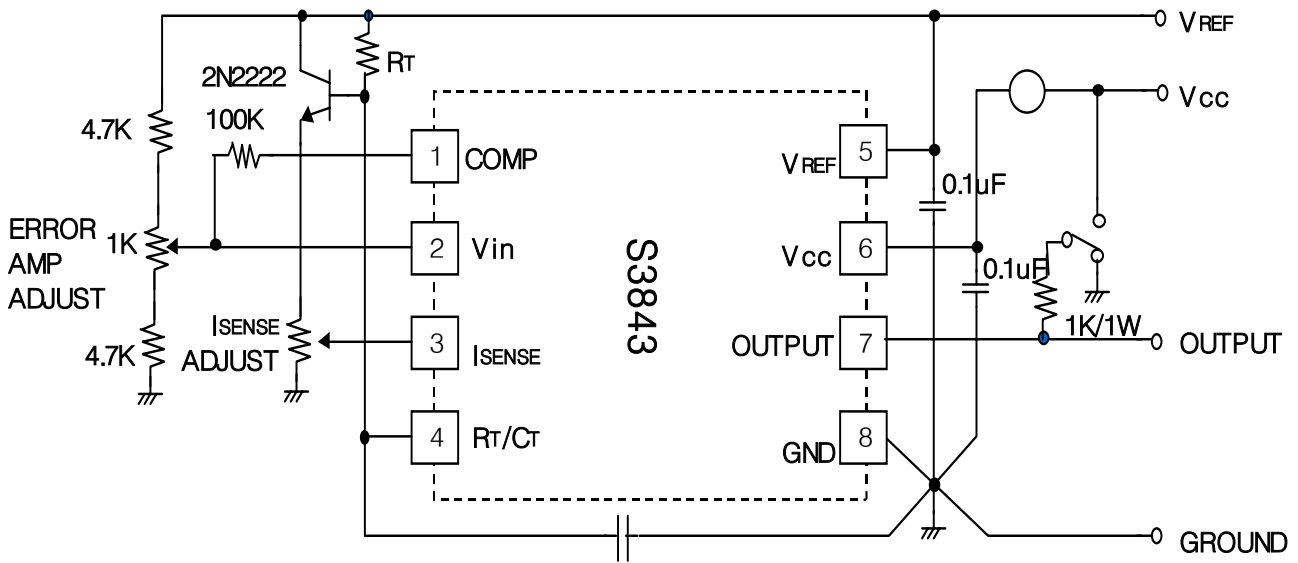 VREF
RT
2N2222
VCC
4.7K
100K
1
COMP
5
VREF
0.1uF
ERROR
AMP
ADJUST
1K
2
Vin
S3843
6
VCC
0.1uF
4.7K
ISENSE
ADJUST
3
ISENSE
7
OUTPUT
1K/1W
OUTPUT
4
RT/CT
8
GND
GROUND